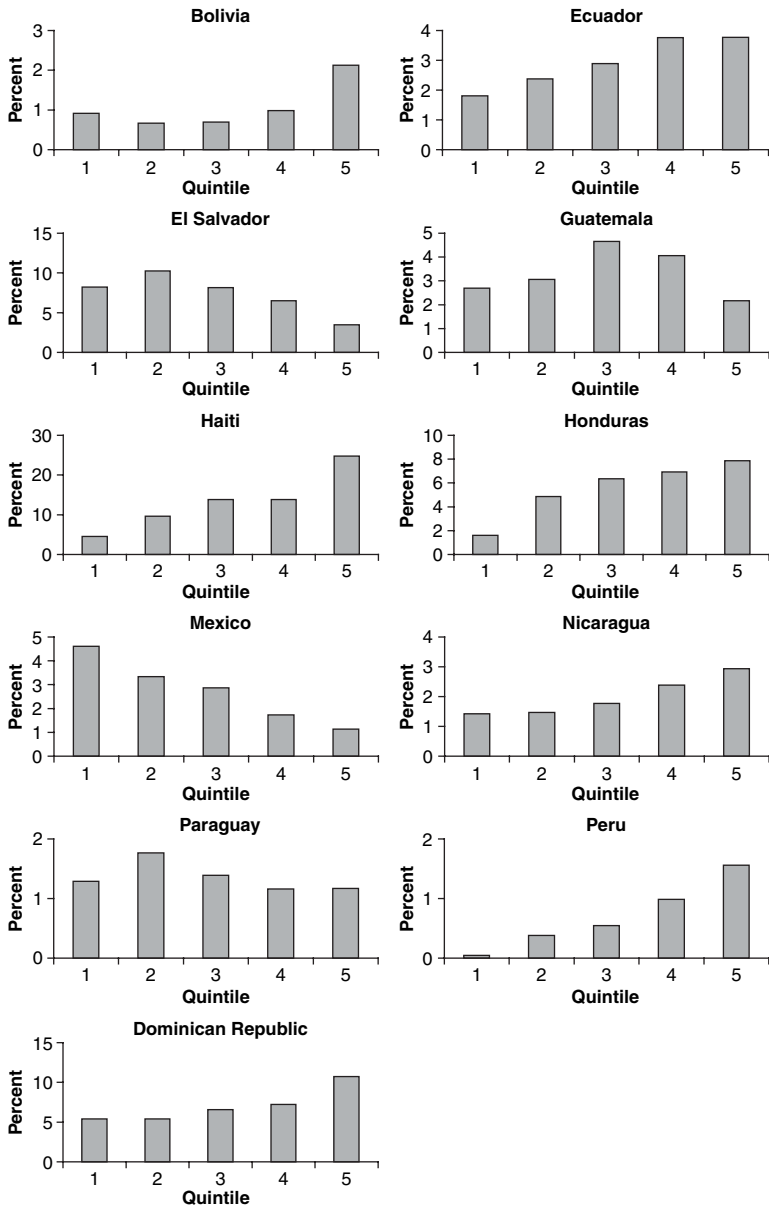 Bolivia
Percent
3
2
1
0
1 2 3 4 5
Quintile
Ecuador
Percent
4
3
2
1
0
1 2 3 4 5
Quintile
El Salvador
Percent
15
10
5
0
1 2 3 4 5
Quintile
Guatemala
Percent
5
4
3
2
1
0
1 2 3 4 5
Quintile
Haiti
Percent
30
20
10
0
1 2 3 4 5
Quintile
Honduras
Percent
10
8
6
4
2
0
1 2 3 4 5
Quintile
Mexico
Percent
5
4
3
2
1
0
1 2 3 4 5
Quintile
Nicaragua
Percent
4
3
2
1
0
1 2 3 4 5
Quintile
Paraguay
Percent
2
1
0
1 2 3 4 5
Quintile
Peru
Percent
2
1
0
1 2 3 4 5
Quintile
Dominican Republic
Percent
15
10
5
0
1 2 3 4 5
Quintile